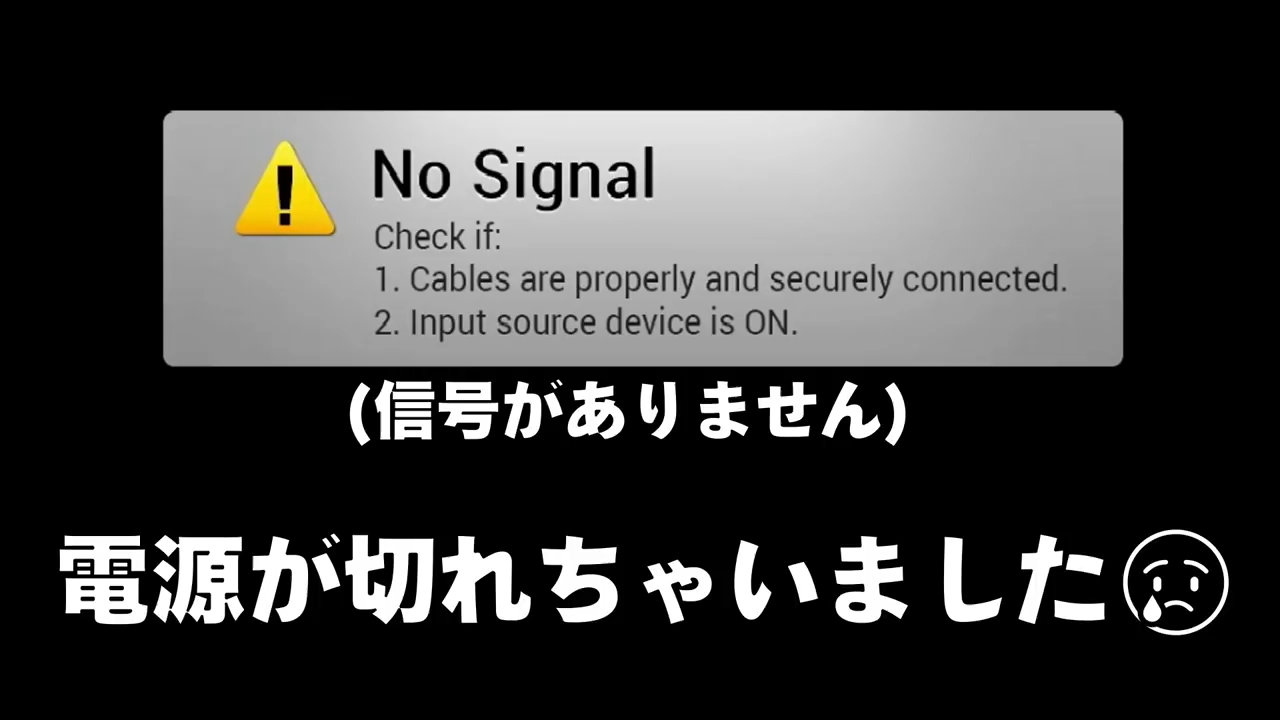 No Signal
Check if:
1. Cables are properly and securely connected.
2. Input source device is ON.
(信号がありません)
電源が切れちゃいました😢